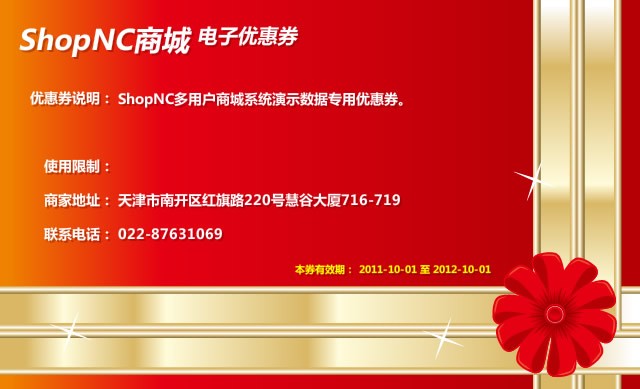 ShopNC商城 电子优惠券
优惠券说明： ShopNC多用户商城系统演示数据专用优惠券。
使用限制：
商家地址： 天津市南开区红旗路220号慧谷大厦716-719
联系电话： 022-87631069
本券有效期： 2011-10-01 至 2012-10-01